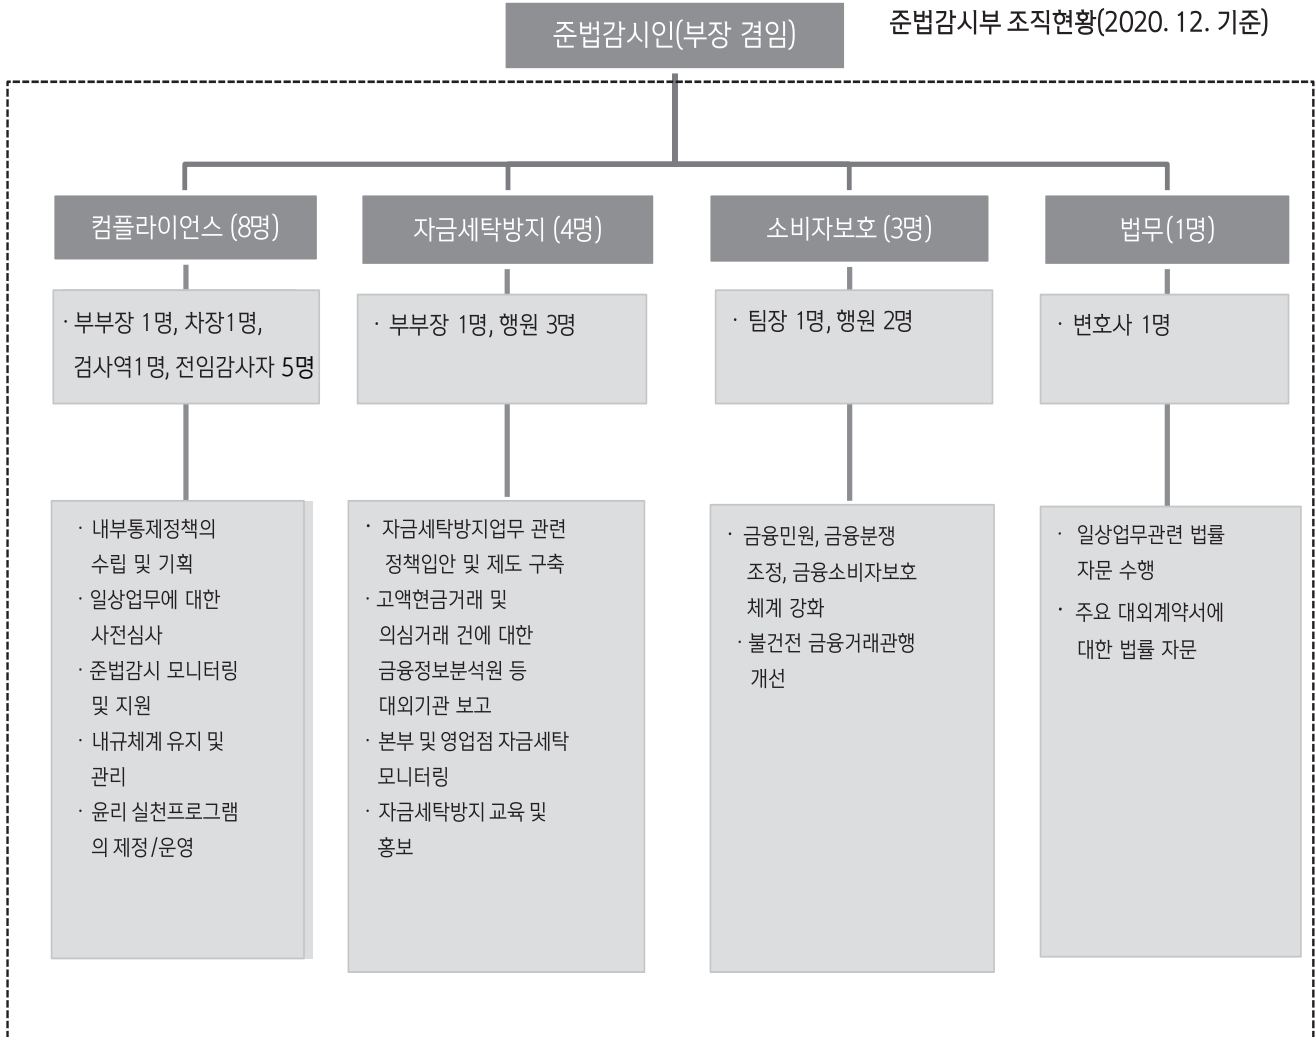 준법감시인(부장 겸임)
준법감시부 조직현황(2020. 12. 기준)
컴플라이언스 (8명)
· 부부장 1명, 차장1명,
검사역1명, 전임감사자 5명
· 내부통제정책의
수립 및 기획
· 일상업무에 대한
사전심사
· 준법감시 모니터링
및 지원
· 내규체계 유지 및
관리
· 윤리 실천프로그램
의 제정/운영
자금세탁방지 (4명)
· 부부장 1명, 행원 3명
· 자금세탁방지업무 관련
정책입안 및 제도 구축
· 고액현금거래 및
의심거래 건에 대한
금융정보분석원 등
대외기관 보고
· 본부 및 영업점 자금세탁
모니터링
· 자금세탁방지 교육 및
홍보
소비자보호 (3명)
· 팀장 1명, 행원 2명
· 금융민원, 금융분쟁
조정, 금융소비자보호
체계 강화
· 불건전 금융거래관행
개선
법무(1명)
· 변호사 1명
· 일상업무관련 법률
자문 수행
· 주요 대외계약서에
대한 법률 자문